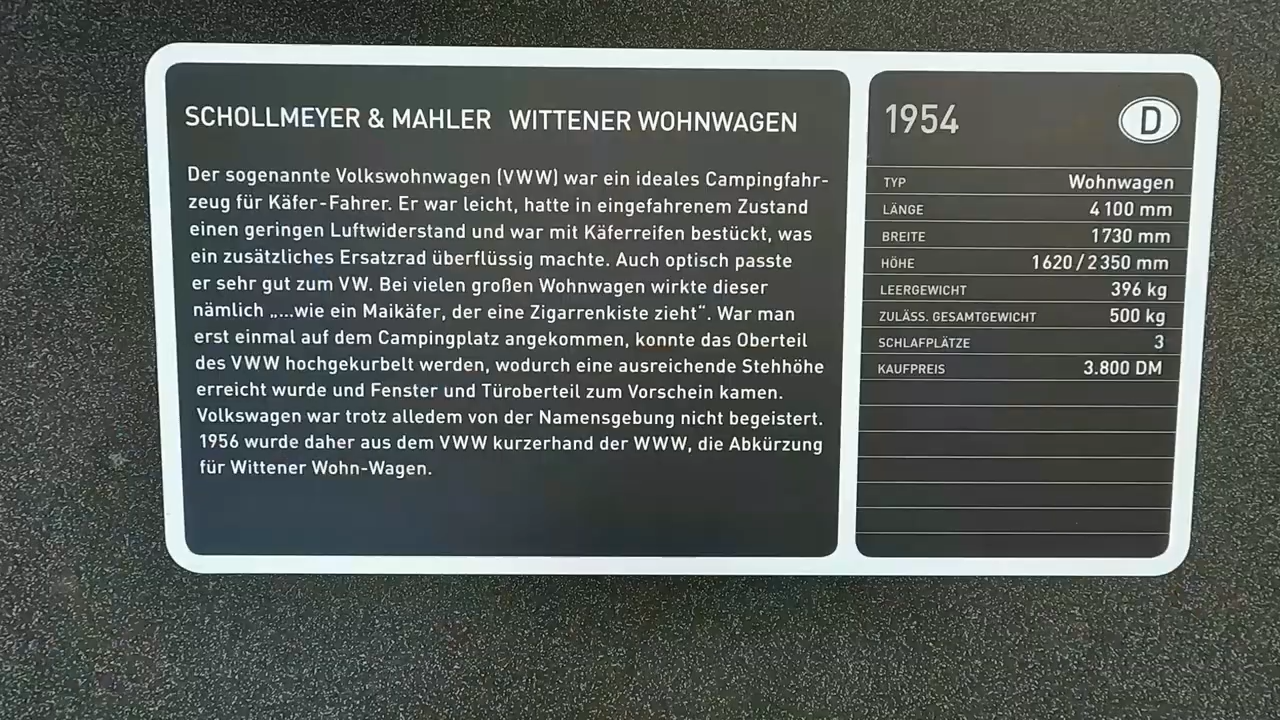 SCHOLLMEYER & MAHLER WITTENER WOHNWAGEN
Der sogenannte Volkswohnwagen (VWW) war ein ideales Campingfahr-
zeug für Käfer-Fahrer. Er war leicht, hatte in eingefahrenem Zustand
einen geringen Luftwiderstand und war mit Käferreifen bestückt, was
ein zusätzliches Ersatzrad überflüssig machte. Auch optisch passte
er sehr gut zum VW. Bei vielen großen Wohnwagen wirkte dieser
nämlich „...wie ein Maikäfer, der eine Zigarrenkiste zieht“. War man
erst einmal auf dem Campingplatz angekommen, konnte das Oberteil
des VWW hochgekurbelt werden, wodurch eine ausreichende Stehhöhe
erreicht wurde und Fenster und Türoberteil zum Vorschein kamen.
Volkswagen war trotz alledem von der Namensgebung nicht begeistert.
1956 wurde daher aus dem VWW kurzerhand der WWW, die Abkürzung
für Wittener Wohn-Wagen.
1954 D
TYP Wohnwagen
LÄNGE 4 100 mm
BREITE 1 730 mm
HÖHE 1 620 / 2 350 mm
LEERGEWICHT 396 kg
ZULÄSS. GESAMTGEWICHT 500 kg
SCHLAFPLÄTZE 3
KAUFPREIS 3.800 DM